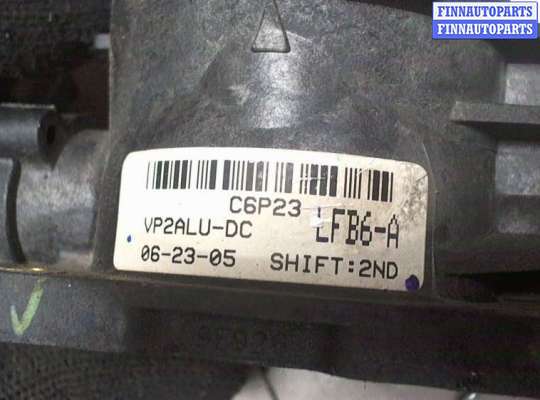 FINNAUTOPARTS
FINNAUTOPARTS
C6P23
VP2ALU-DC LFB6-A
06-23-05 SHIFT:2ND